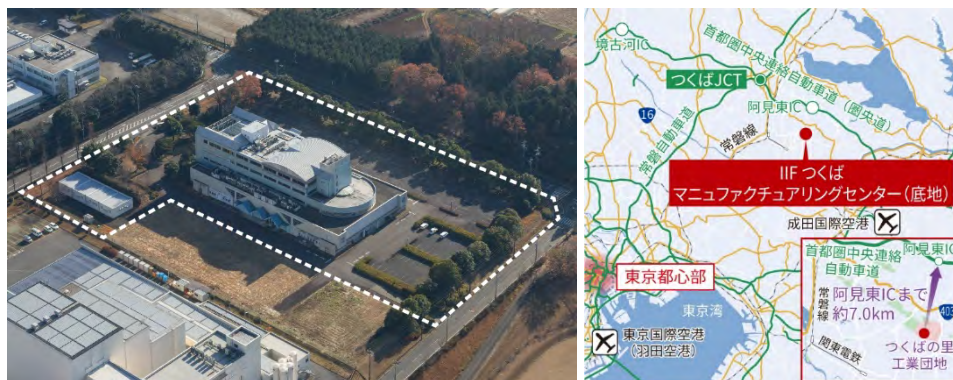 境古河IC
首都圏中央連絡自動車道（圏央道）
つくばJCT
阿見東IC
16
常磐線
常磐自動車道
IIF つくば
マニュファクチュアリングセンター（底地）
成田国際空港
東京都心部
東京湾
東京国際空港
（羽田空港）
首都圏中央連絡
自動車道
阿見東IC
常磐線
阿見東ICまで
約7.0km
403
関東電鉄
つくばの里
工業団地